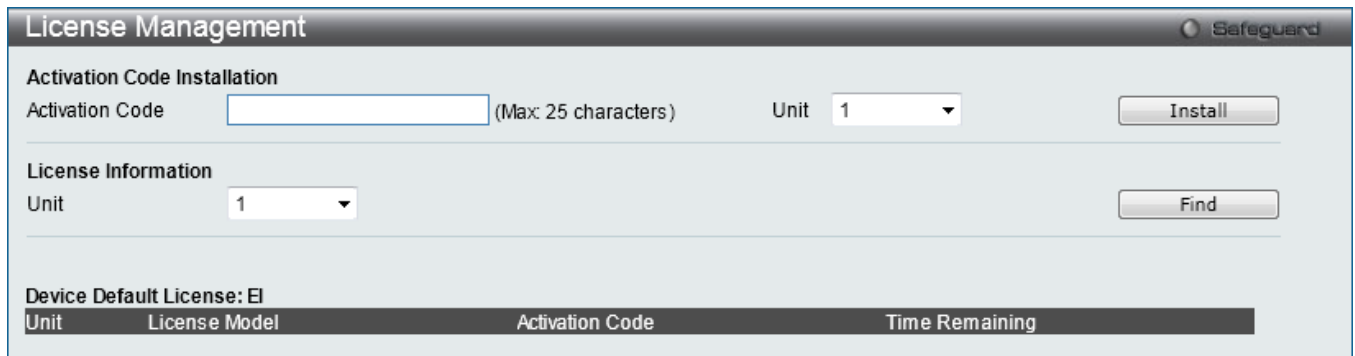 License Management
Safeguard
Activation Code Installation
Activation Code (Max: 25 characters) Unit 1 Install
License Information
Unit 1 Find
Device Default License: EI
Unit License Model Activation Code Time Remaining